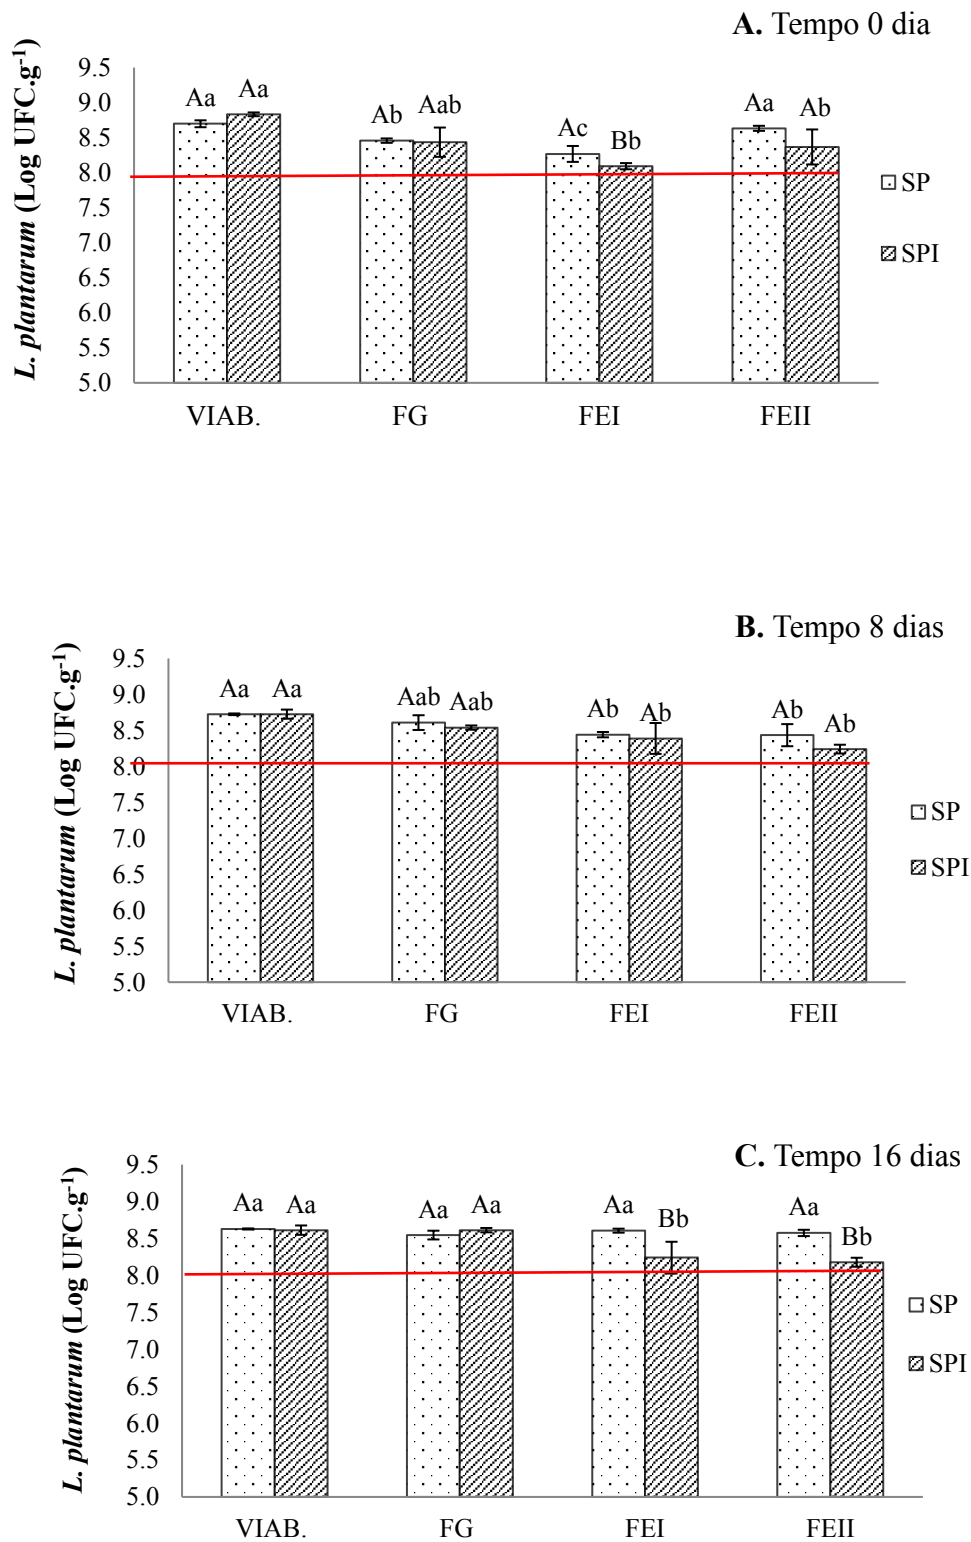 A. Tempo 0 dia
L. plantarum (Log UFC.g-1)
9.5
9.0
8.5
8.0
7.5
7.0
6.5
6.0
5.5
5.0
Aa Aa Ab Aab Ac Bb Aa Ab
SP
SPI
VIAB. FG FEI FEII
B. Tempo 8 dias
L. plantarum (Log UFC.g-1)
9.5
9.0
8.5
8.0
7.5
7.0
6.5
6.0
5.5
5.0
Aa Aa Aab Aab Ab Ab Ab Ab
SP
SPI
VIAB. FG FEI FEII
C. Tempo 16 dias
L. plantarum (Log UFC.g-1)
9.5
9.0
8.5
8.0
7.5
7.0
6.5
6.0
5.5
5.0
Aa Aa Aa Aa Aa Bb Aa Bb
SP
SPI
VIAB. FG FEI FEII